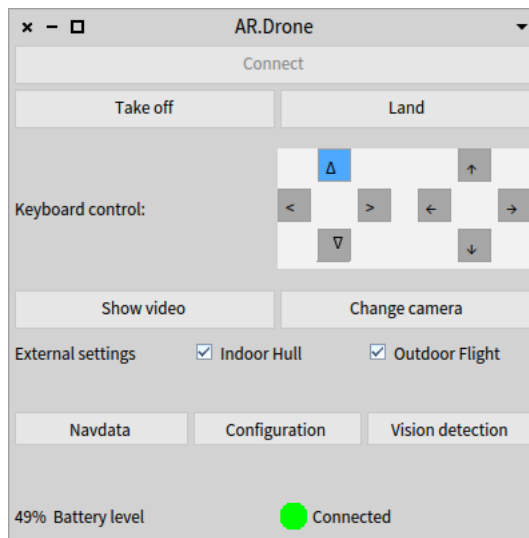 AR.Drone
Connect
Take off Land
Δ ↑
Keyboard control: < > ← →
∇ ↓
Show video Change camera
External settings Indoor Hull Outdoor Flight
Navdata Configuration Vision detection
49% Battery level Connected